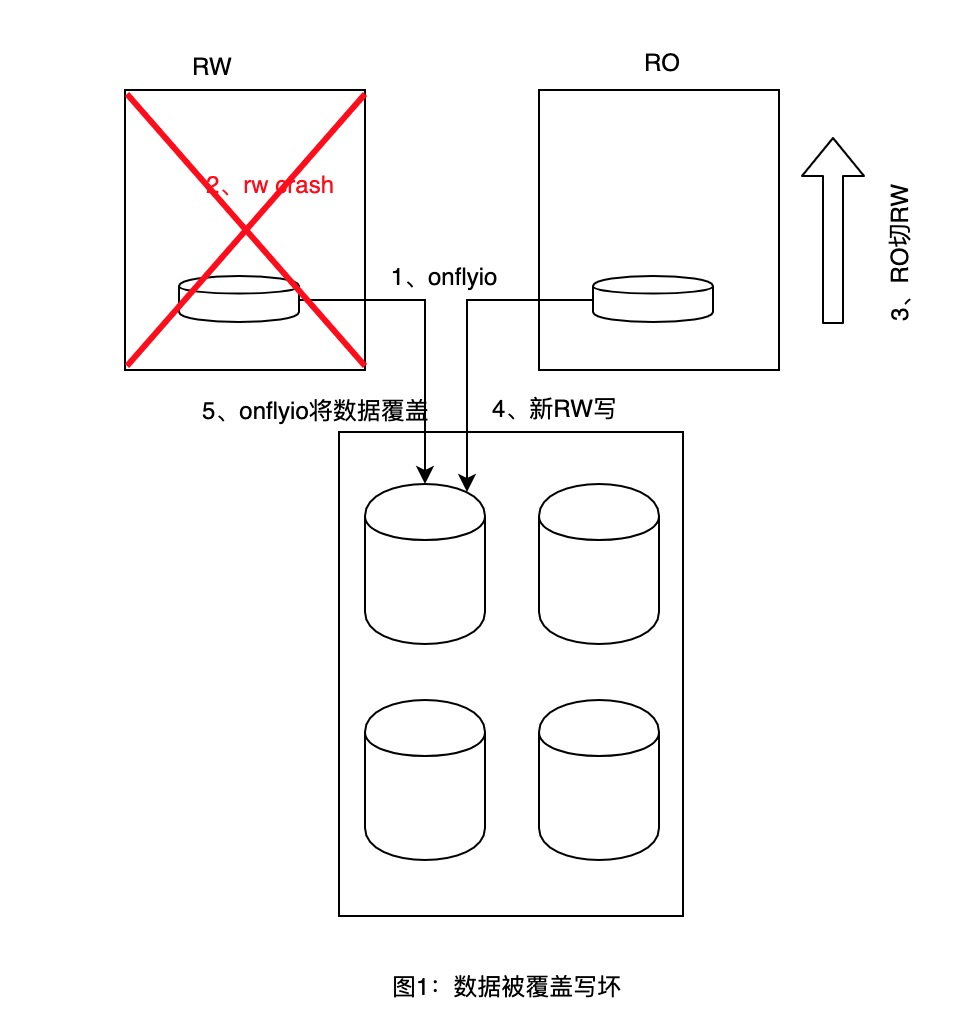 RW
RO
2、rw crash
1、onflyio
3、RO切RW
5、onflyio将数据覆盖
4、新RW写
图1：数据被覆盖写坏